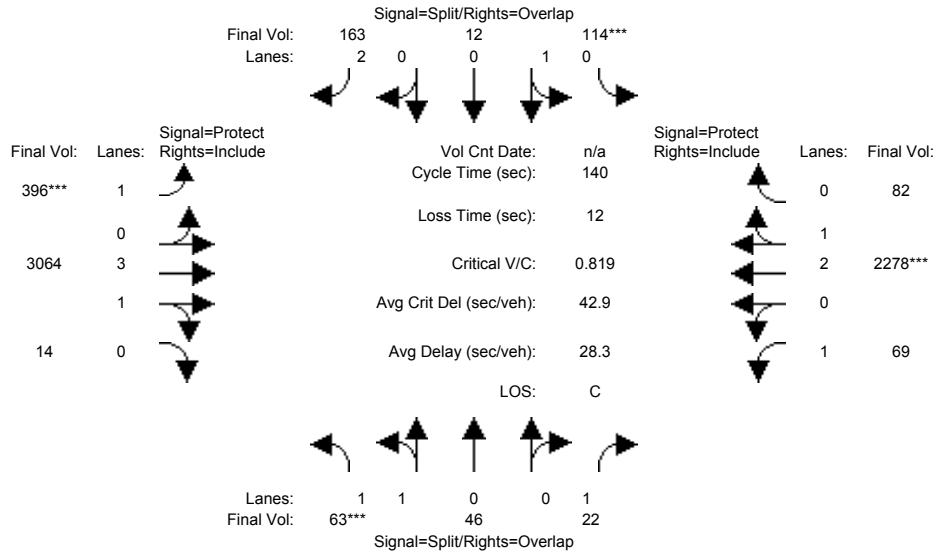 Signal=Split/Rights=Overlap
Final Vol: 163 12 114***
Lanes: 2 0 0 1 0
Signal=Protect
Final Vol: Lanes: Rights=Include
Vol Cnt Date: n/a
Signal=Protect
Rights=Include Lanes: Final Vol:
Cycle Time (sec): 140
396*** 1
0 82
Loss Time (sec): 12
0
1
3064 3
Critical V/C: 0.819
2 2278***
1
Avg Crit Del (sec/veh): 42.9
0
14 0
Avg Delay (sec/veh): 28.3
1 69
LOS: C
Lanes: 1 1 0 0 1
Final Vol: 63*** 46 22
Signal=Split/Rights=Overlap